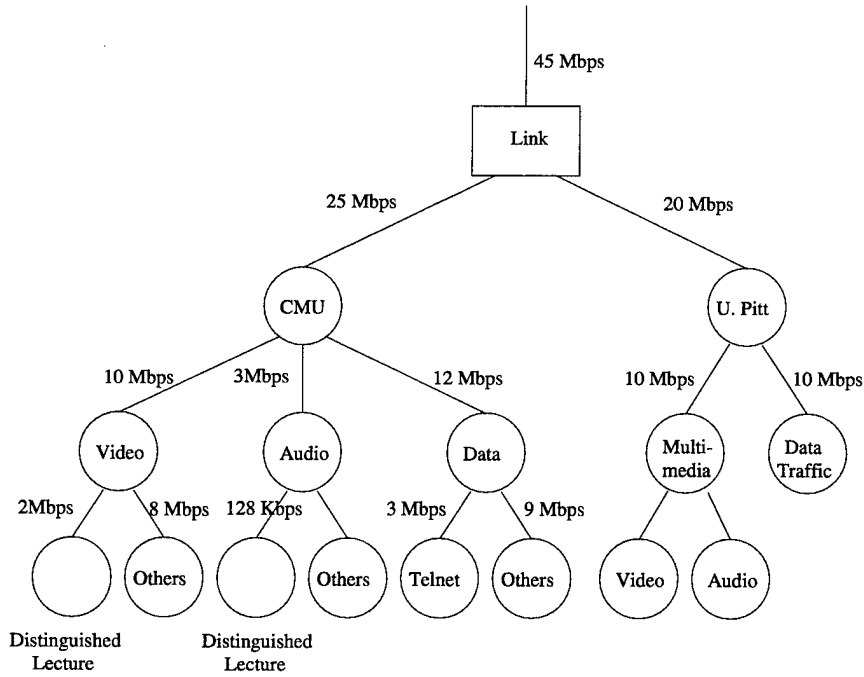 45 Mbps
Link
25 Mbps
20 Mbps
CMU
U. Pitt
10 Mbps
3Mbps
12 Mbps
10 Mbps
10 Mbps
Video
Audio
Data
Multi-
media
Data
Traffic
2Mbps
8 Mbps
128 Kbps
3 Mbps
9 Mbps
Others
Others
Telnet
Others
Video
Audio
Distinguished
Lecture
Distinguished
Lecture